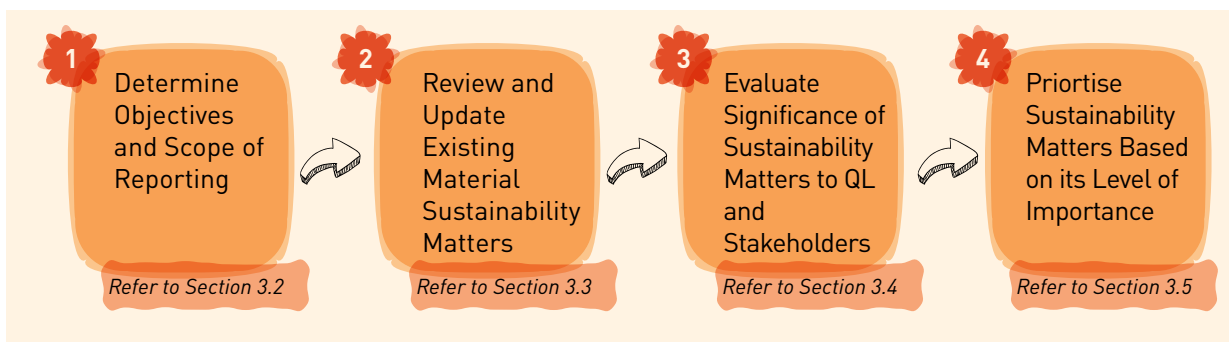 1
Determine
Objectives
and Scope of
Reporting
Refer to Section 3.2
2
Review and
Update
Existing
Material
Sustainability
Matters
Refer to Section 3.3
3
Evaluate
Significance of
Sustainability
Matters to QL
and
Stakeholders
Refer to Section 3.4
4
Priortise
Sustainability
Matters Based
on its Level of
Importance
Refer to Section 3.5